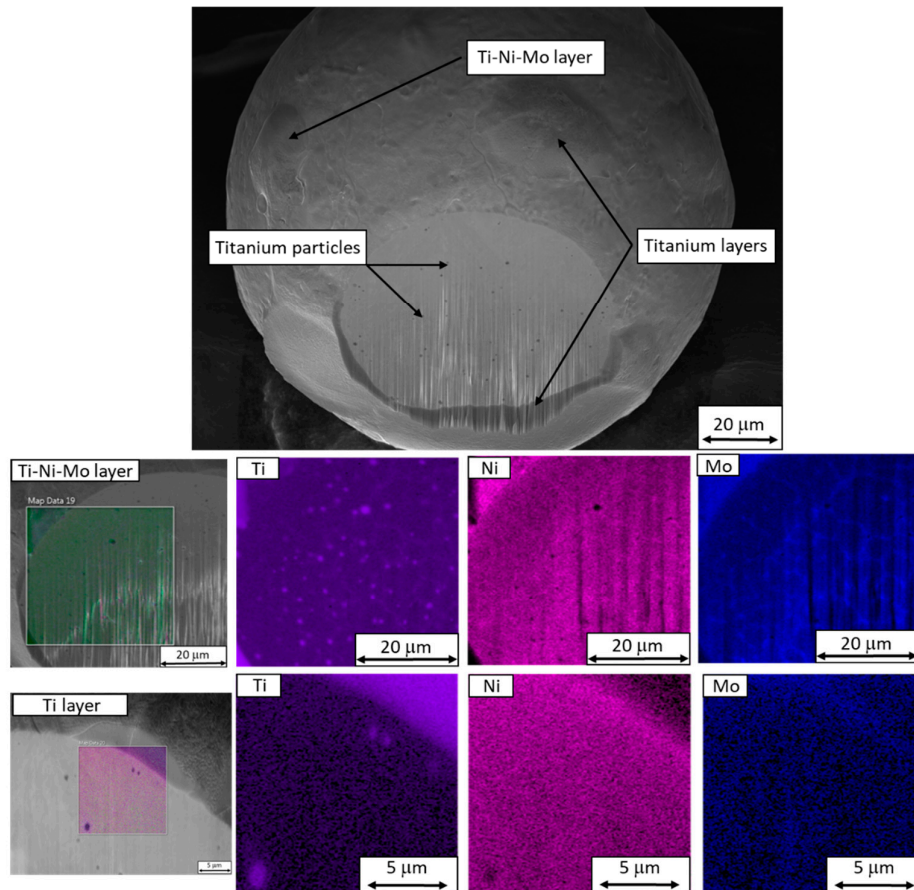 Ti-Ni-Mo layer
Titanium particles
Titanium layers
20 μm
Ti-Ni-Mo layer
Map Data 19
20 μm
Ti
20 μm
Ni
20 μm
Mo
20 μm
Ti layer
5 μm
Ti
5 μm
Ni
5 μm
Mo
5 μm